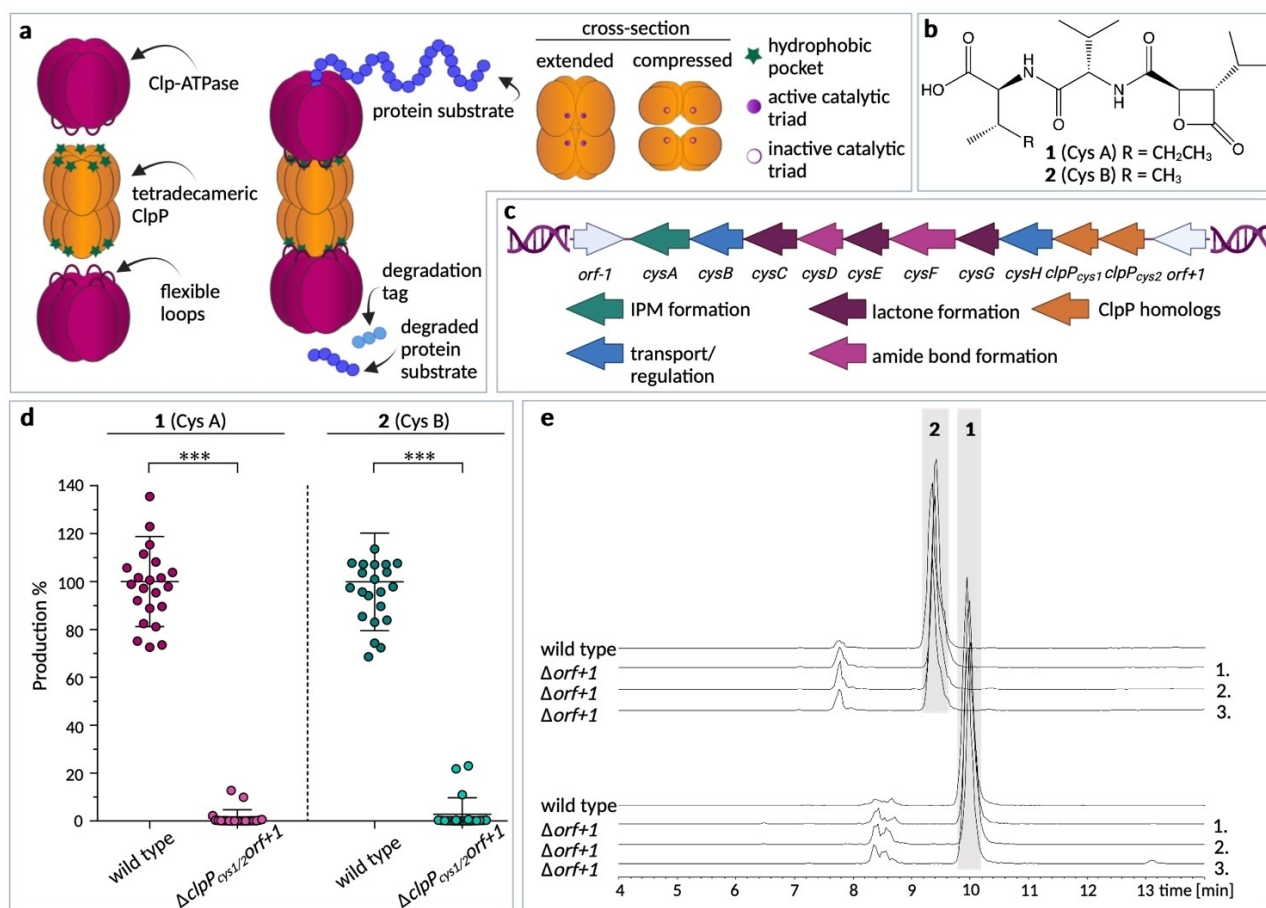 a
Clp-ATPase
tetradecameric
ClpP
flexible
loops
protein substrate
degradation
tag
degraded
protein
substrate
cross-section
extended compressed
hydrophobic
pocket
active catalytic
triad
inactive catalytic
triad
b
HO
O
NH
O
N
H
O
O
O
R
1 (Cys A) R = CH₂CH₃
2 (Cys B) R = CH₃
c
orf-1 cysA cysB cysC cysD cysE cysF cysG cysH clpPcys1 clpPcys2 orf+1
IPM formation
lactone formation
ClpP homologs
transport/
regulation
amide bond formation
d
1 (Cys A) 2 (Cys B)
*** ***
Production %
140
120
100
80
60
40
20
0
wild type
ΔclpPcys1/2orf+1
wild type
ΔclpPcys1/2orf+1
e
2 1
wild type
Δorf+1 1.
Δorf+1 2.
Δorf+1 3.
wild type
Δorf+1 1.
Δorf+1 2.
Δorf+1 3.
4 5 6 7 8 9 10 11 12 13 time [min]